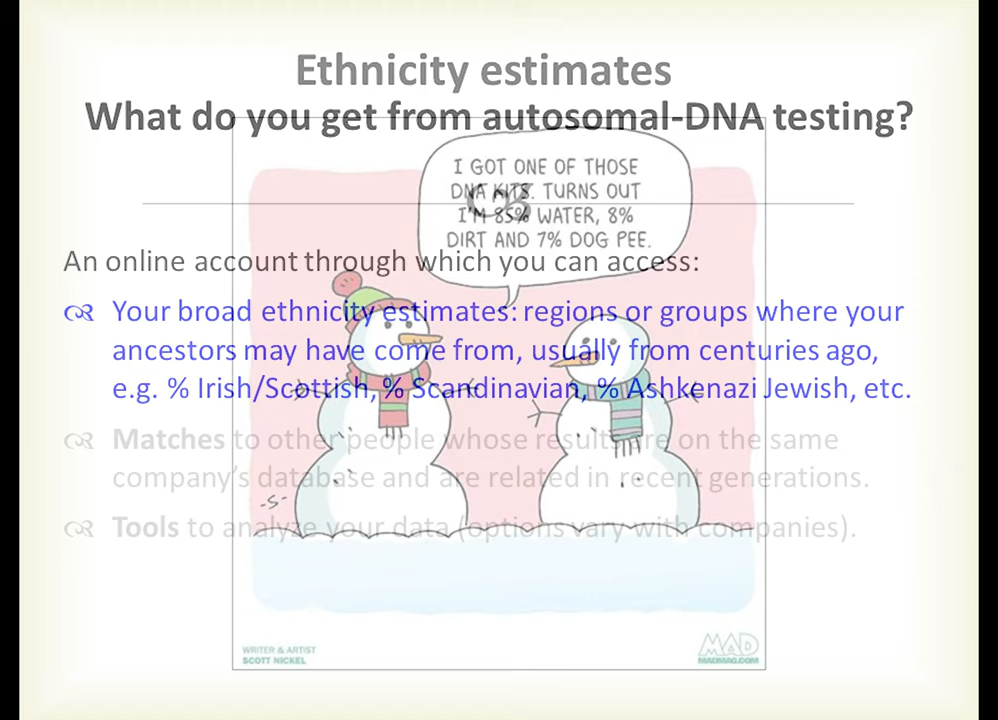 Ethnicity estimates
What do you get from autosomal-DNA testing?
I GOT ONE OF THOSE
DNA KITS. TURNS OUT
I'M 85% WATER, 8%
DIRT AND 7% DOG PEE.
An online account through which you can access:
Your broad ethnicity estimates: regions or groups where your
ancestors may have come from, usually from centuries ago,
e.g. % Irish/Scottish, % Scandinavian, % Ashkenazi Jewish, etc.
Matches to other people whose results are on the same
company's database and are related in recent generations.
-S-
Tools to analyze your data (options vary with companies).
WRITER & ARTIST
SCOTT NICKEL
MAD
MADMAG.COM